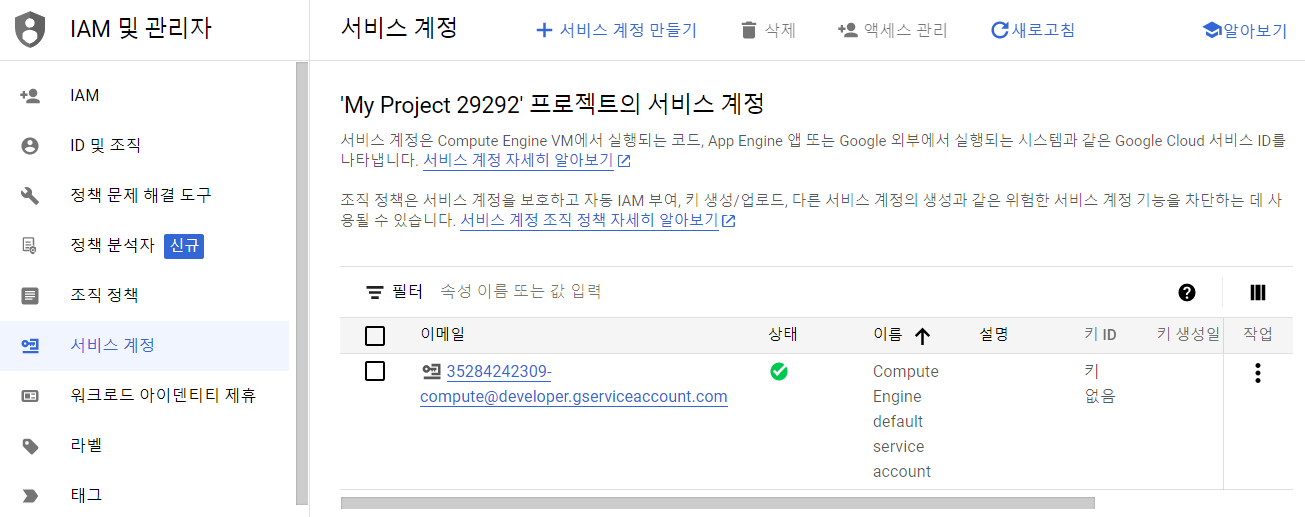 IAM 및 관리자
서비스 계정
서비스 계정 만들기
삭제
액세스 관리
새로고침
알아보기
IAM
ID 및 조직
정책 문제 해결 도구
정책 분석자 신규
조직 정책
서비스 계정
워크로드 아이덴티티 제휴
라벨
태그
'My Project 29292' 프로젝트의 서비스 계정
서비스 계정은 Compute Engine VM에서 실행되는 코드, App Engine 앱 또는 Google 외부에서 실행되는 시스템과 같은 Google Cloud 서비스 ID를
나타냅니다. 서비스 계정 자세히 알아보기
조직 정책은 서비스 계정을 보호하고 자동 IAM 부여, 키 생성/업로드, 다른 서비스 계정의 생성과 같은 위험한 서비스 계정 기능을 차단하는 데 사
용될 수 있습니다. 서비스 계정 조직 정책 자세히 알아보기
필터 속성 이름 또는 값 입력
이메일 상태 이름 설명 키 ID 키 생성일 작업
35284242309-
compute@developer.gserviceaccount.com
Compute
Engine
default
service
account
키
없음